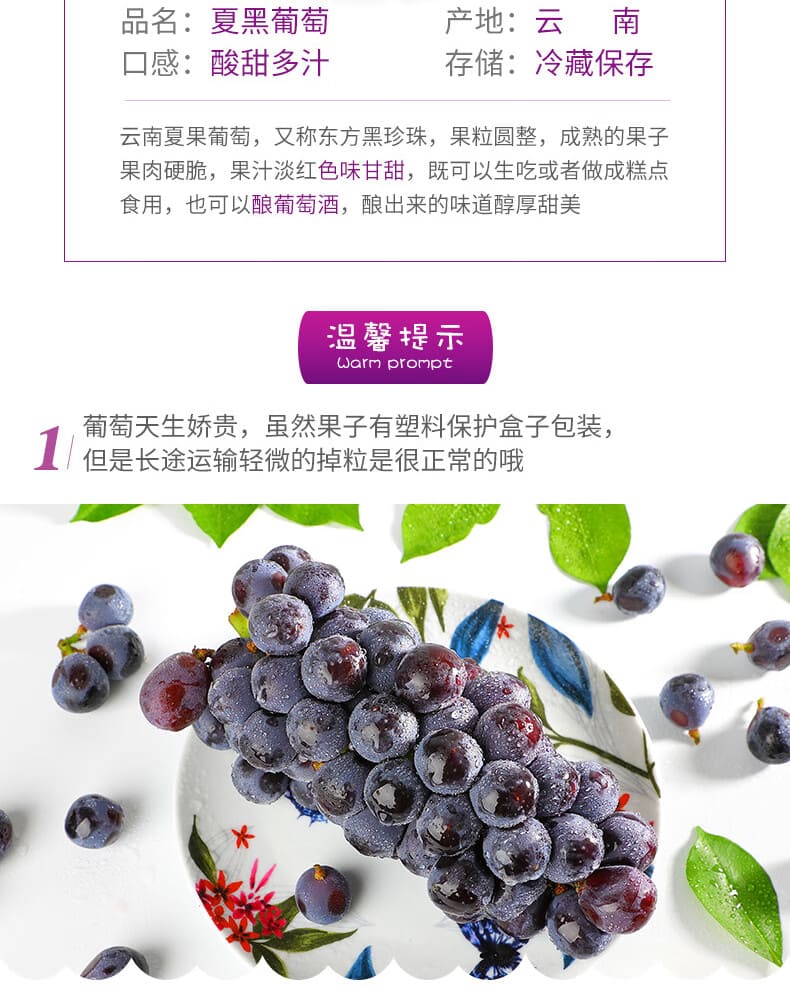 品名：夏黑葡萄 产地：云 南
口感：酸甜多汁 存储：冷藏保存
云南夏果葡萄，又称东方黑珍珠，果粒圆整，成熟的果子
果肉硬脆，果汁淡红色味甘甜，既可以生吃或者做成糕点
食用，也可以酿葡萄酒，酿出来的味道醇厚甜美
温馨提示
Warm prompt
1 葡萄天生娇贵，虽然果子有塑料保护盒子包装，
但是长途运输轻微的掉粒是很正常的哦